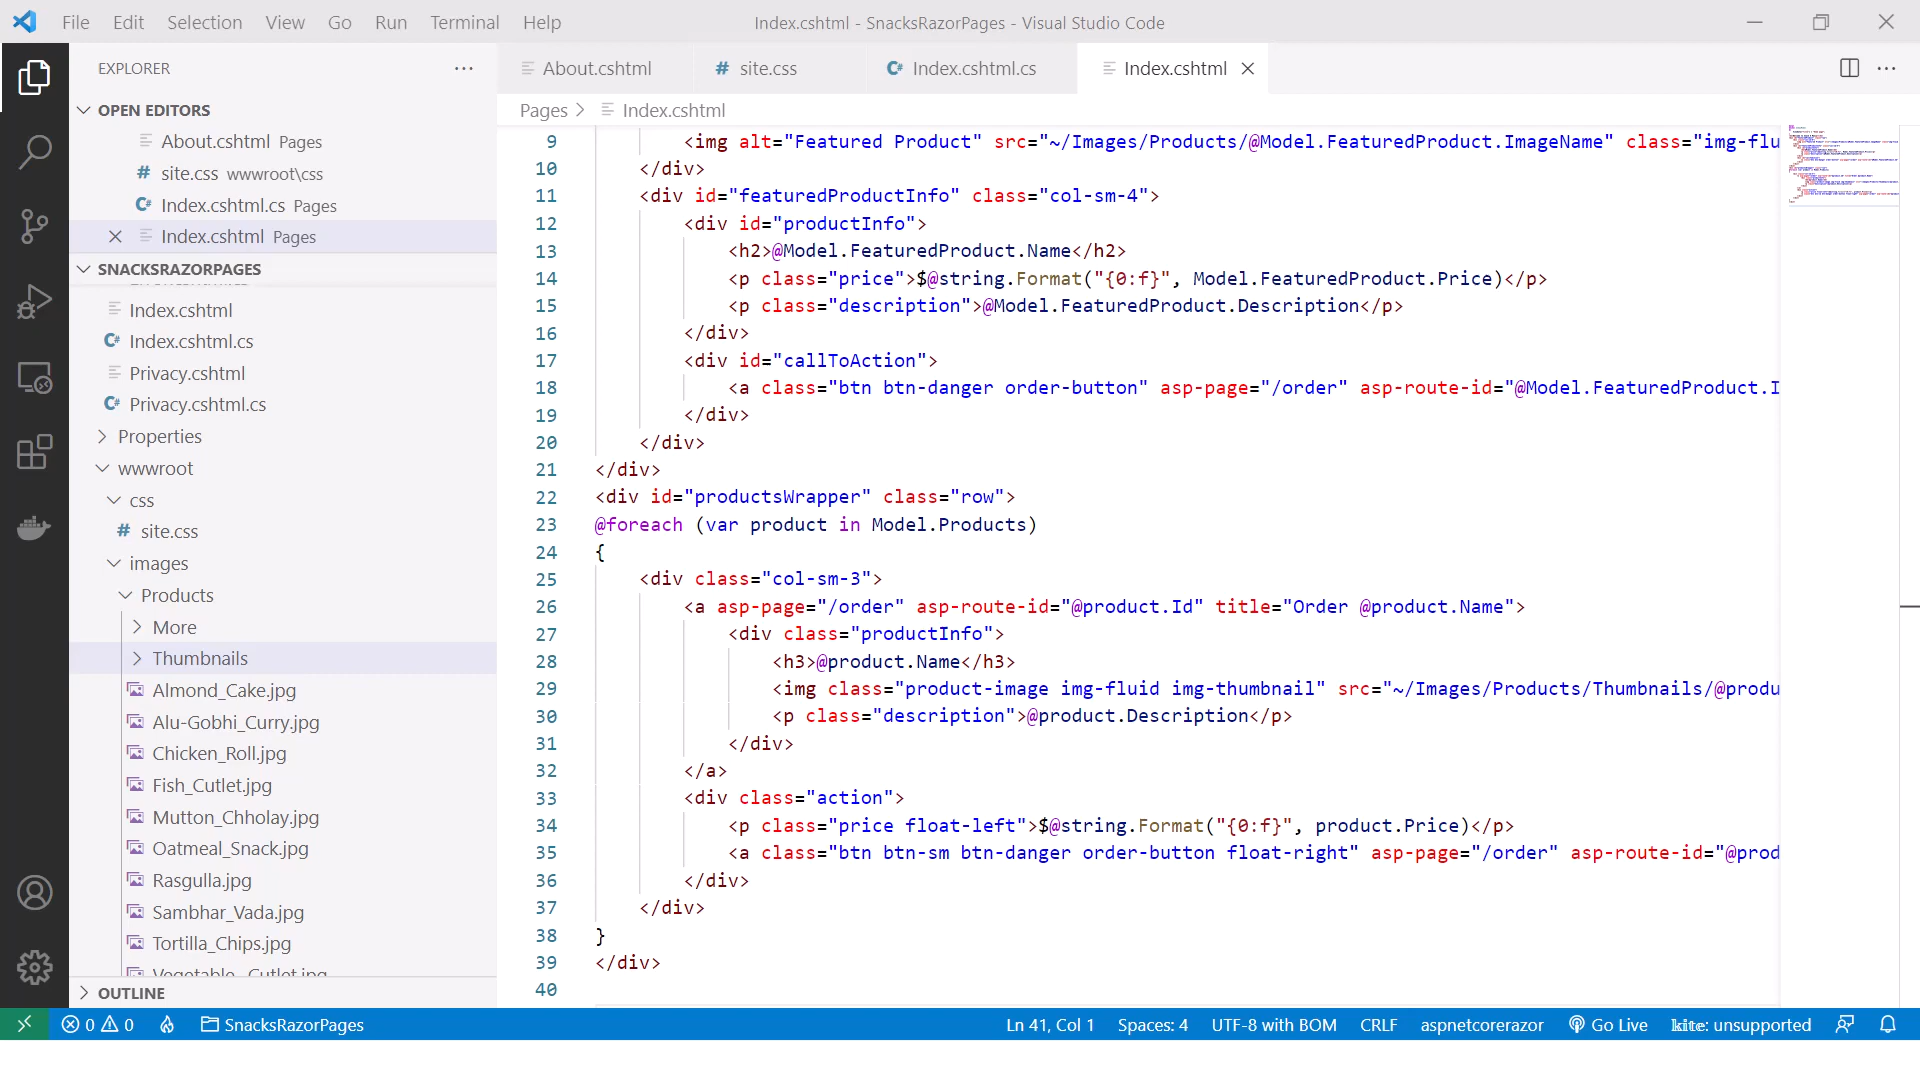 File Edit Selection View Go Run Terminal Help
Index.cshtml - SnacksRazorPages - Visual Studio Code
EXPLORER
OPEN EDITORS
About.cshtml Pages
site.css wwwroot\css
Index.cshtml.cs Pages
Index.cshtml Pages
SNACKSRAZORPAGES
Index.cshtml
Index.cshtml.cs
Privacy.cshtml
Privacy.cshtml.cs
Properties
wwwroot
css
site.css
images
Products
More
Thumbnails
Almond_Cake.jpg
Alu-Gobhi_Curry.jpg
Chicken_Roll.jpg
Fish_Cutlet.jpg
Mutton_Chholay.jpg
Oatmeal_Snack.jpg
Rasgulla.jpg
Sambhar_Vada.jpg
Tortilla_Chips.jpg
Vegetable_Cutlet.jpg
OUTLINE
About.cshtml site.css Index.cshtml.cs Index.cshtml
Pages > Index.cshtml
9 <img alt="Featured Product" src="~/Images/Products/@Model.FeaturedProduct.ImageName" class="img-flu
10 </div>
11 <div id="featuredProductInfo" class="col-sm-4">
12 <div id="productInfo">
13 <h2>@Model.FeaturedProduct.Name</h2>
14 <p class="price">$@string.Format("{0:f}", Model.FeaturedProduct.Price)</p>
15 <p class="description">@Model.FeaturedProduct.Description</p>
16 </div>
17 <div id="callToAction">
18 <a class="btn btn-danger order-button" asp-page="/order" asp-route-id="@Model.FeaturedProduct.I
19 </div>
20 </div>
21 </div>
22 <div id="productsWrapper" class="row">
23 @foreach (var product in Model.Products)
24 {
25 <div class="col-sm-3">
26 <a asp-page="/order" asp-route-id="@product.Id" title="Order @product.Name">
27 <div class="productInfo">
28 <h3>@product.Name</h3>
29 <img class="product-image img-fluid img-thumbnail" src="~/Images/Products/Thumbnails/@produ
30 <p class="description">@product.Description</p>
31 </div>
32 </a>
33 <div class="action">
34 <p class="price float-left">$@string.Format("{0:f}", product.Price)</p>
35 <a class="btn btn-sm btn-danger order-button float-right" asp-page="/order" asp-route-id="@prod
36 </div>
37 </div>
38 }
39 </div>
40
0 0 SnacksRazorPages
Ln 41, Col 1 Spaces: 4 UTF-8 with BOM CRLF aspnetcorerazor Go Live kite: unsupported